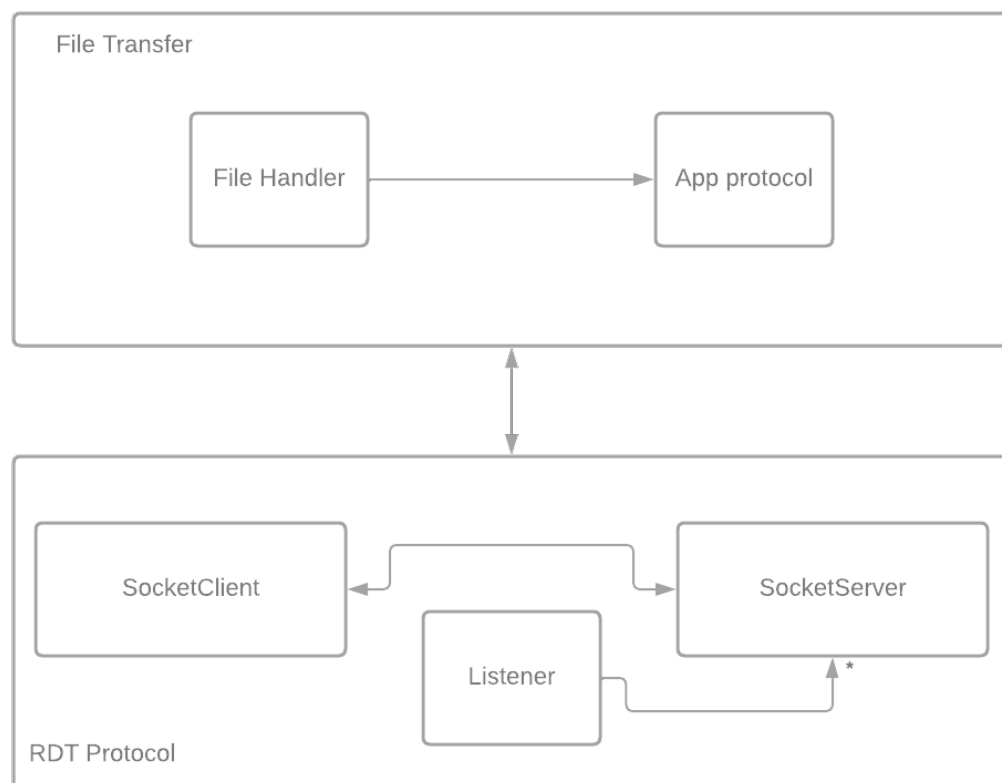 File Transfer
File Handler
App protocol
SocketClient
SocketServer
Listener
*
RDT Protocol